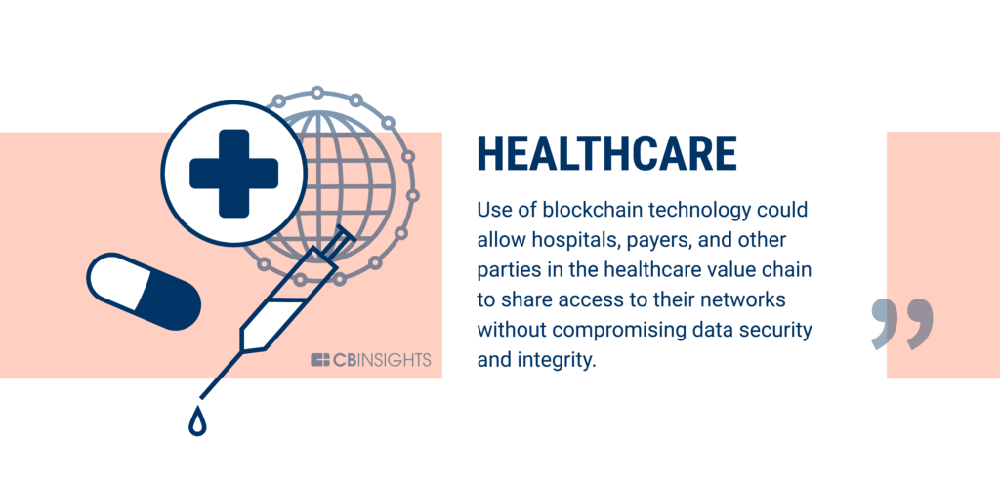 HEALTHCARE
Use of blockchain technology could
allow hospitals, payers, and other
parties in the healthcare value chain
to share access to their networks
without compromising data security
and integrity.
”
CBINSIGHTS